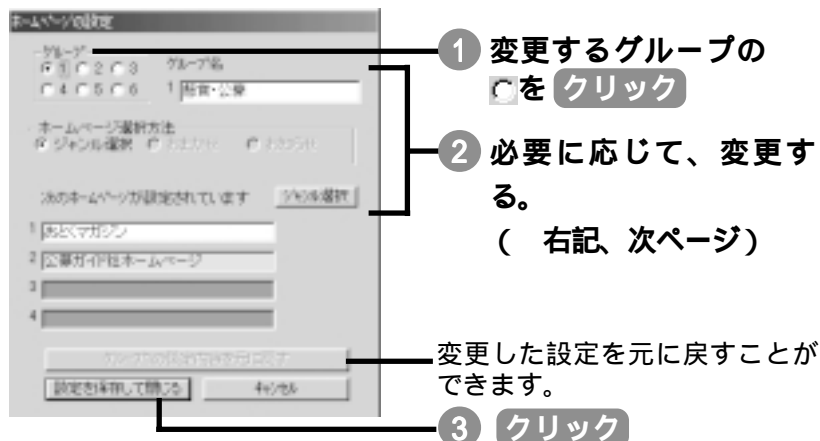 ホームページの設定
グループ
1 2 3
4 5 6
グループ名
1 懸賞・公募
ホームページ選択方法
ジャンル選択
次のホームページが設定されています
ジャンル選択
1 おとくマガジン
2 公募ガイド社ホームページ
3
4
設定を保存して閉じる
キャンセル
1 変更するグループの
を クリック
2 必要に応じて、変更す
る。
( 右記、次ページ)
変更した設定を元に戻すことが
できます。
3 クリック